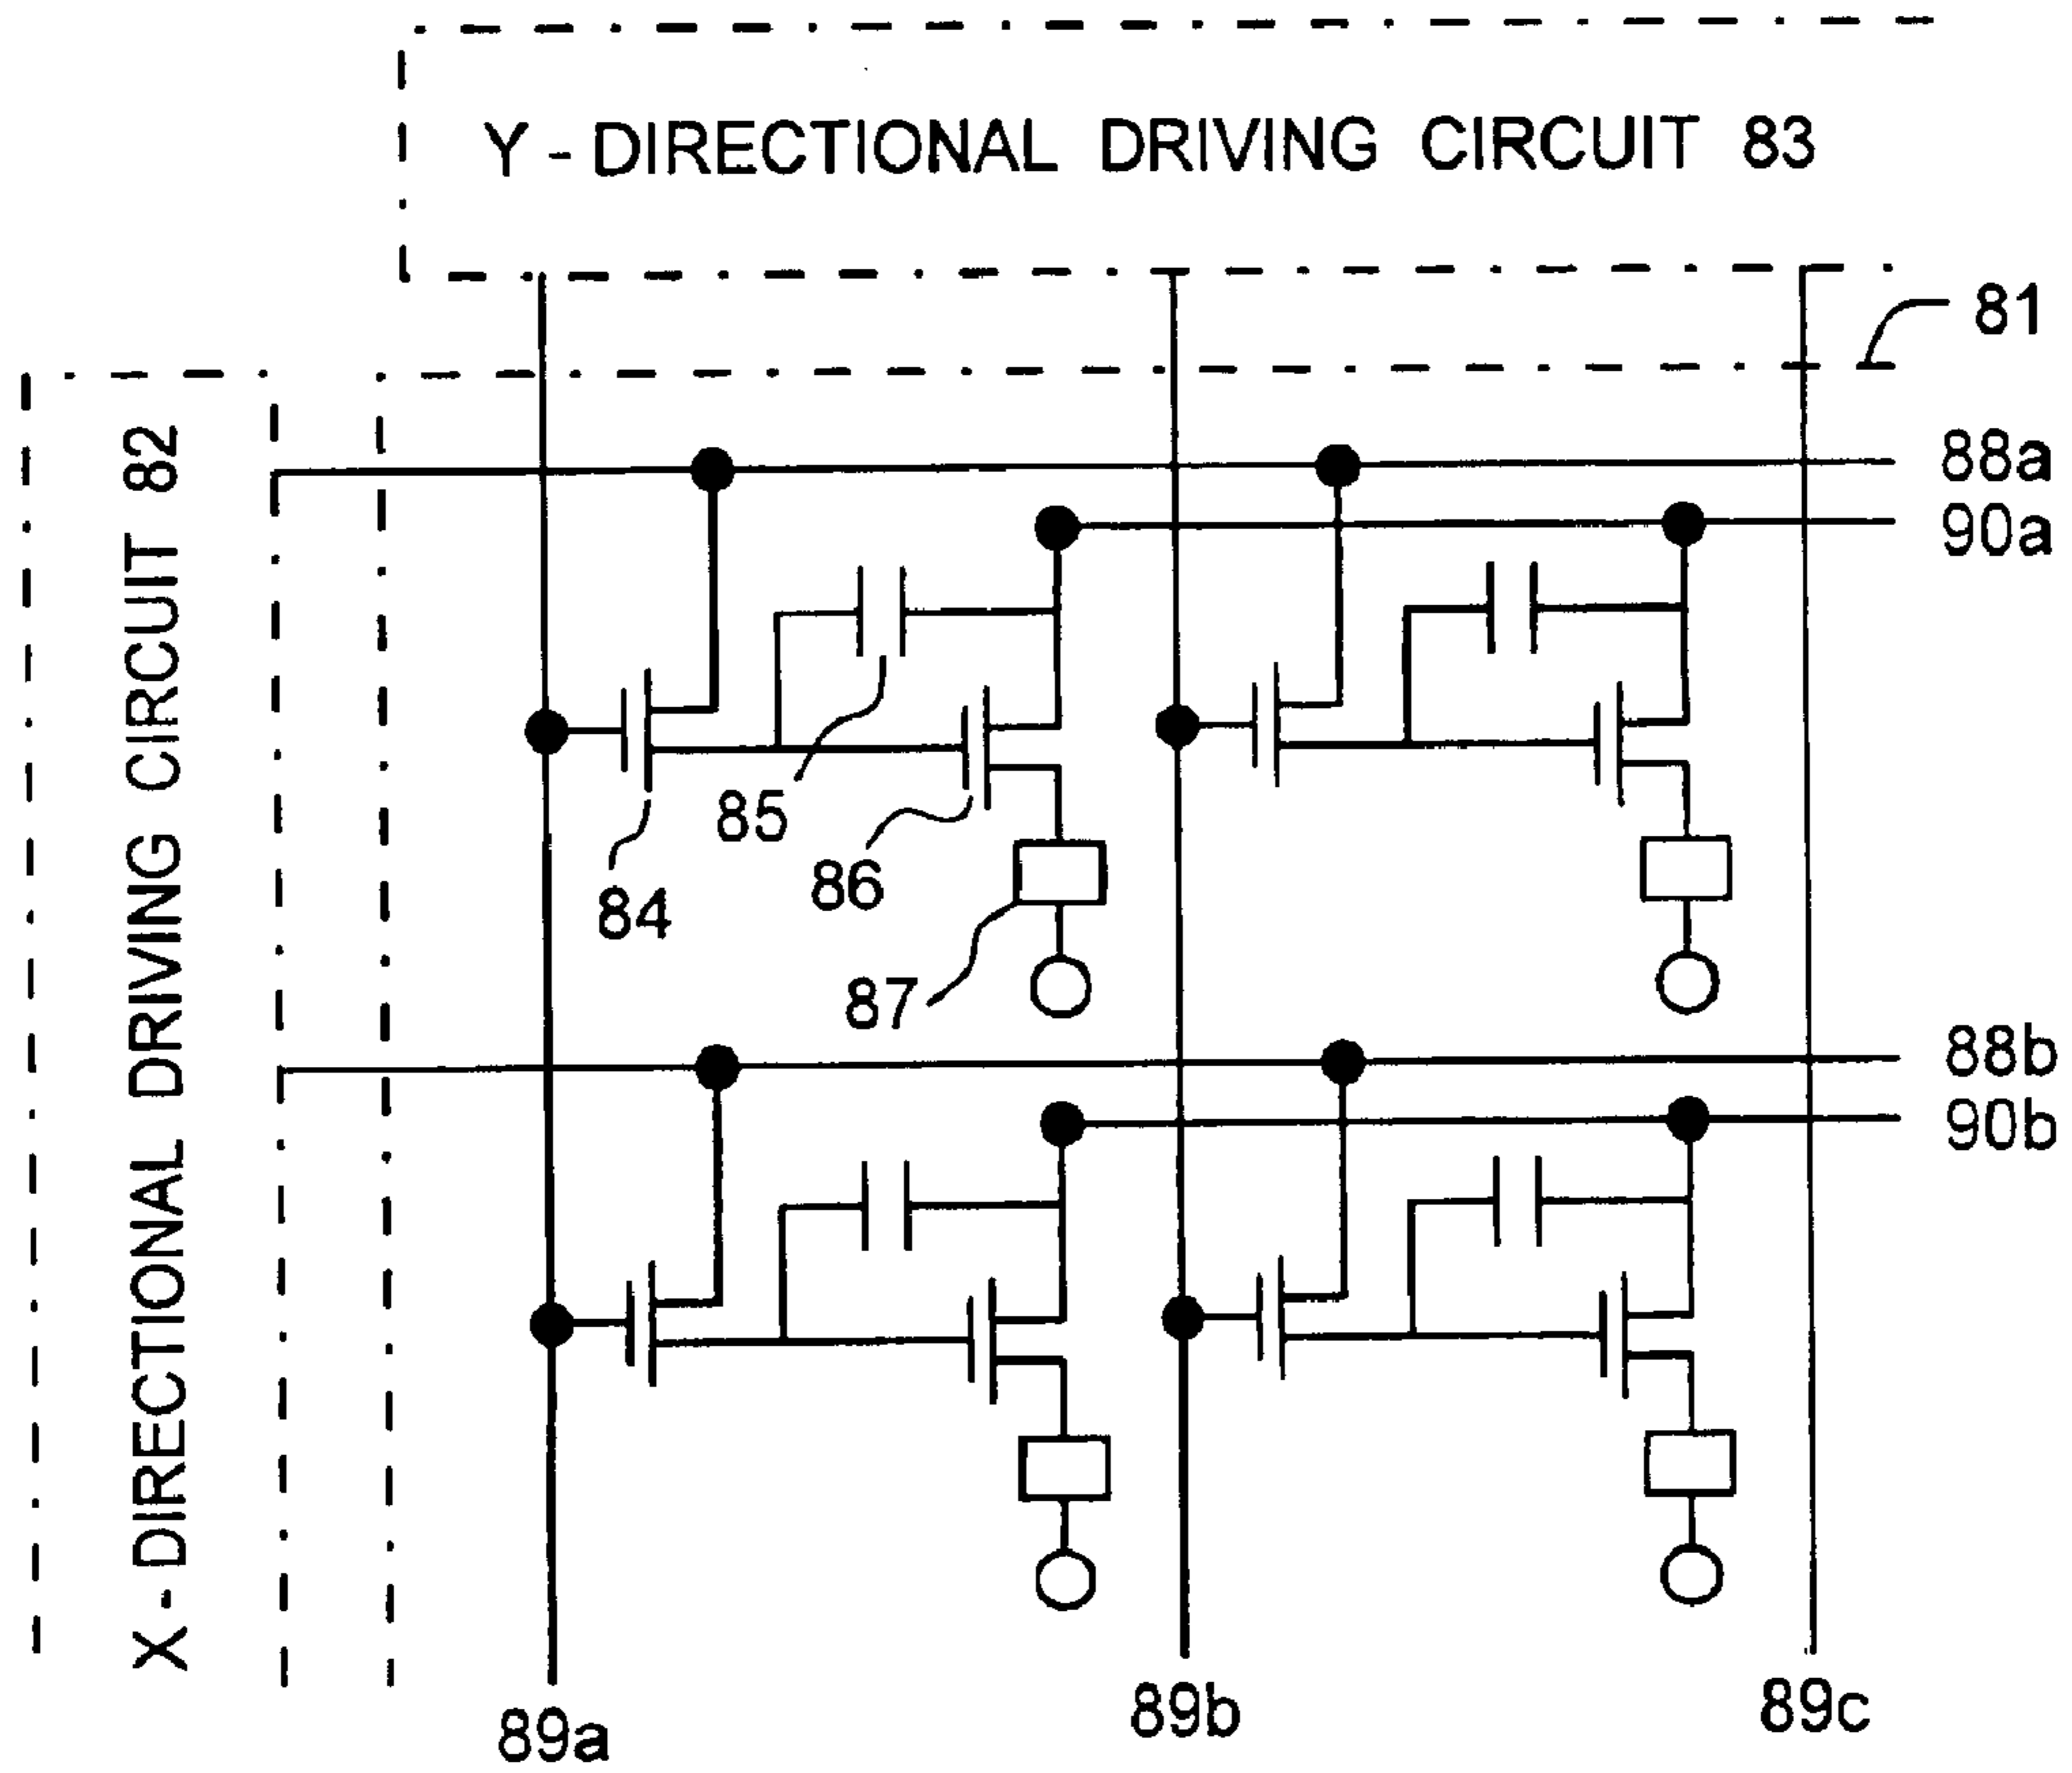 Y - DIRECTIONAL DRIVING CIRCUIT 83
81
X - DIRECTIONAL DRIVING CIRCUIT 82
88a
90a
85
86
84
87
88b
90b
89a
89b
89c